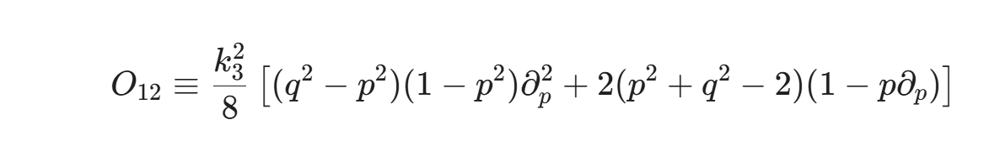 $O_{12} \equiv \frac{k_3^2}{8} \left[ (q^2 - p^2)(1 - p^2)\partial_p^2 + 2(p^2 + q^2 - 2)(1 - p\partial_p) \right]$